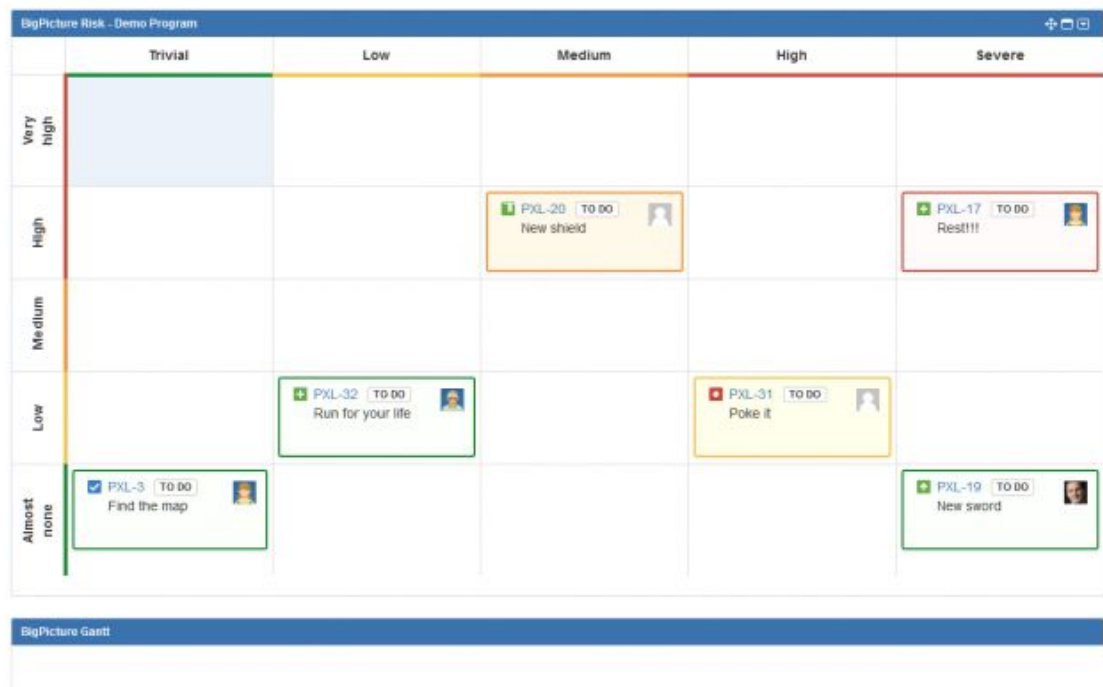 BigPicture Risk - Demo Program
Trivial Low Medium High Severe
Very
high
High
PXL-20 TO DO
New shield
PXL-17 TO DO
Rest!!!
Medium
Low
PXL-32 TO DO
Run for your life
PXL-31 TO DO
Poke it
Almost
none
PXL-3 TO DO
Find the map
PXL-19 TO DO
New sword
BigPicture Gantt